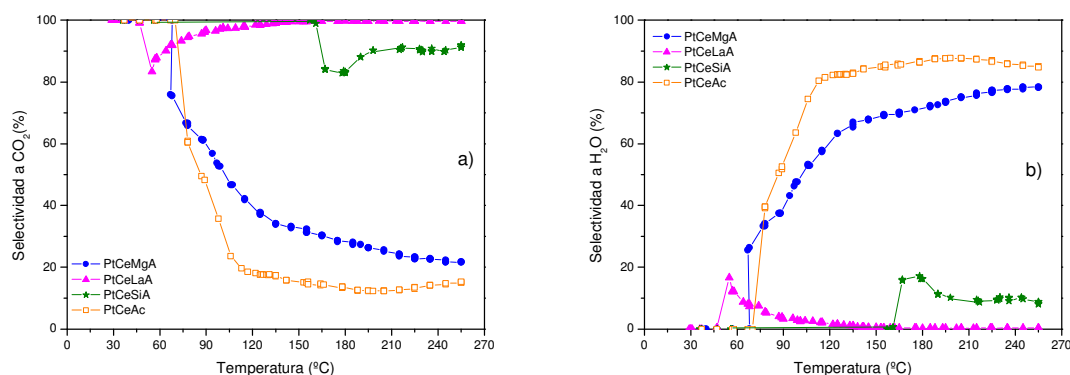 100
80
60
40
20
0
Selectividad a CO2(%)
a)
PtCeMgA
PtCeLaA
PtCeSiA
PtCeAc
0 30 60 90 120 150 180 210 240 270
Temperatura (ºC)
PtCeMgA
PtCeLaA
PtCeSiA
PtCeAc
100
80
60
40
20
0
Selectividad a H2O (%)
b)
30 60 90 120 150 180 210 240 270
Temperatura (ºC)